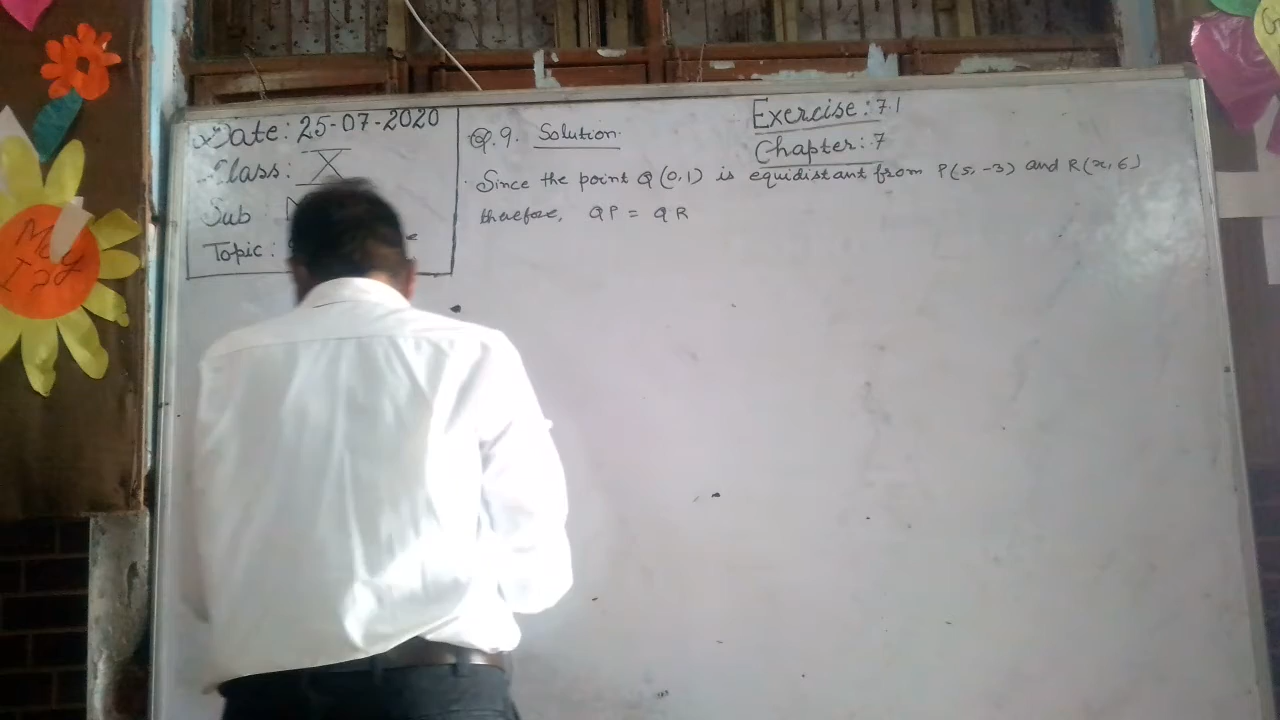 Date: 25-07-2020
Class: X
Sub
Topic:
Exercise: 7.1
Chapter: 7
Q.9. Solution.
Since the point Q(0,1) is equidistant from P(5,-3) and R(x,6)
therefore, QP = QR